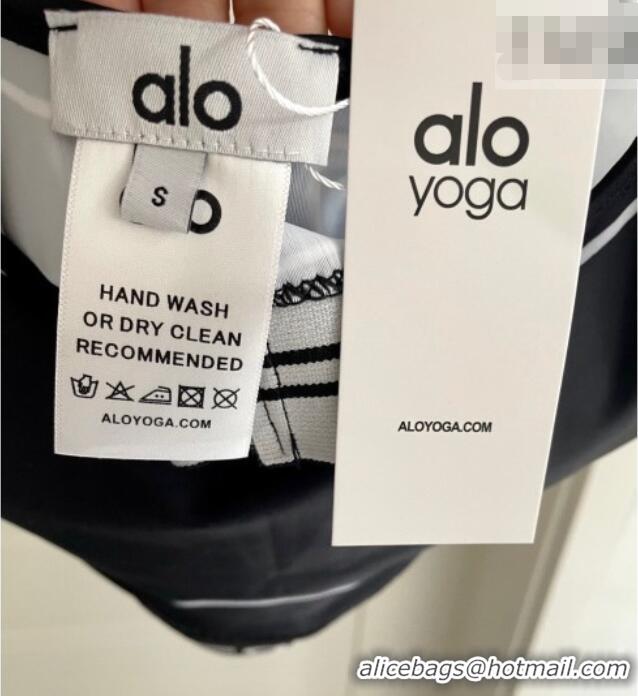 alo
S
HAND WASH
OR DRY CLEAN
RECOMMENDED
ALOYOGA.COM
alo
yoga
ALOYOGA.COM
alicebags@hotmail.com